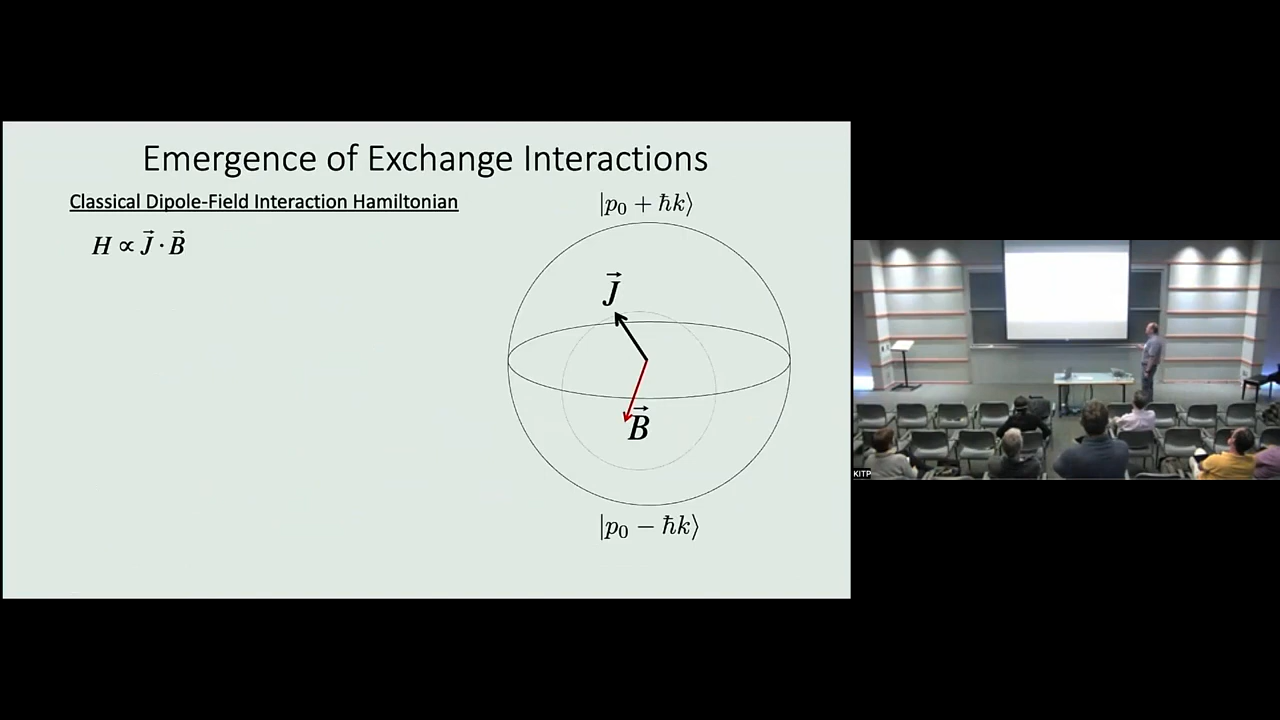 Emergence of Exchange Interactions
Classical Dipole-Field Interaction Hamiltonian
|p₀ + ħk⟩
H ∝ J⃗ · B⃗
J⃗
B⃗
|p₀ − ħk⟩
KITP